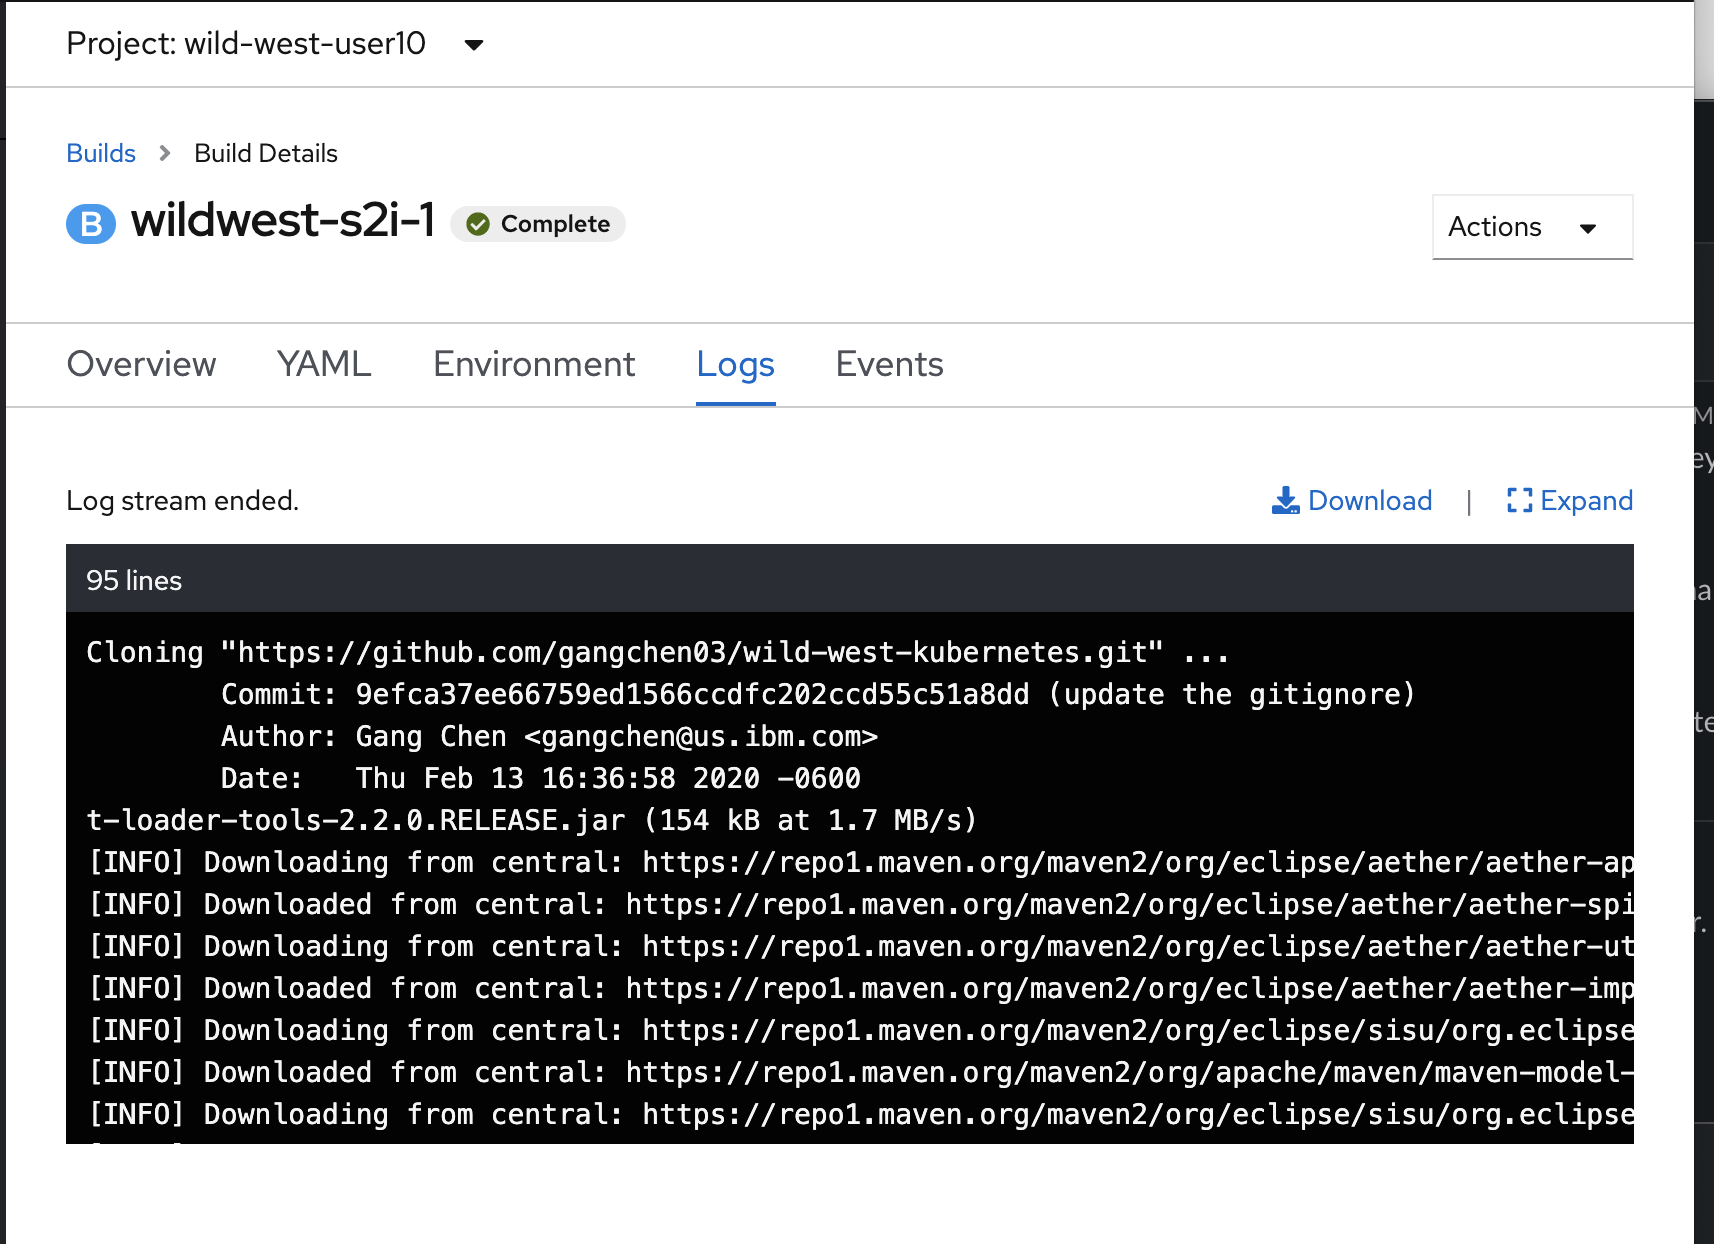 Project: wild-west-user10
Builds > Build Details
B wildwest-s2i-1 Complete
Actions
Overview YAML Environment Logs Events
Log stream ended.
Download | Expand
95 lines
Cloning "https://github.com/gangchen03/wild-west-kubernetes.git" ...
Commit: 9efca37ee66759ed1566ccdfc202ccd55c51a8dd (update the gitignore)
Author: Gang Chen <gangchen@us.ibm.com>
Date:   Thu Feb 13 16:36:58 2020 -0600
t-loader-tools-2.2.0.RELEASE.jar (154 kB at 1.7 MB/s)
[INFO] Downloading from central: https://repo1.maven.org/maven2/org/eclipse/aether/aether-ap
[INFO] Downloaded from central: https://repo1.maven.org/maven2/org/eclipse/aether/aether-spi
[INFO] Downloading from central: https://repo1.maven.org/maven2/org/eclipse/aether/aether-ut
[INFO] Downloaded from central: https://repo1.maven.org/maven2/org/eclipse/aether/aether-imp
[INFO] Downloading from central: https://repo1.maven.org/maven2/org/eclipse/sisu/org.eclipse
[INFO] Downloaded from central: https://repo1.maven.org/maven2/org/apache/maven/maven-model-
[INFO] Downloading from central: https://repo1.maven.org/maven2/org/eclipse/sisu/org.eclipse